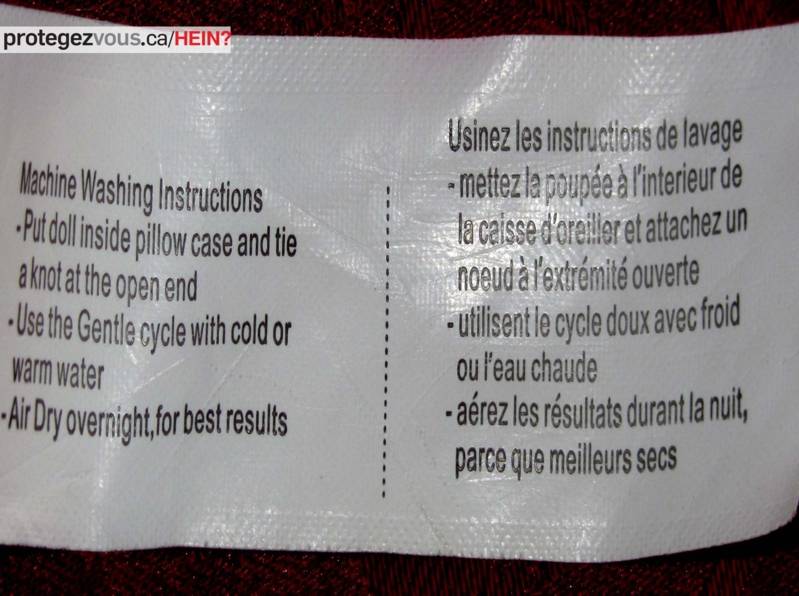 protegezvous.ca/HEIN?
Machine Washing Instructions
-Put doll inside pillow case and tie
a knot at the open end
-Use the Gentle cycle with cold or
warm water
-Air Dry overnight,for best results
Usinez les instructions de lavage
-mettez la poupée à l'interieur de
la caisse d'oreiller et attachez un
noeud à l'extrémité ouverte
-utilisent le cycle doux avec froid
ou l'eau chaude
-aérez les résultats durant la nuit,
parce que meilleurs secs